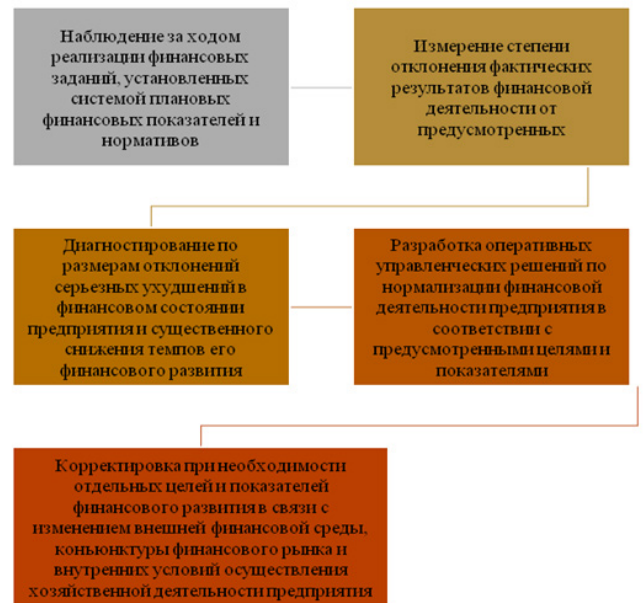 Наблюдение за ходом
реализации финансовых
заданий, установленных
системой плановых
финансовых показателей и
нормативов
Измерение степени
отклонения фактических
результатов финансовой
деятельности от
предусмотренных
Диагностирование по
размерам отклонений
серьезных ухудшений в
финансовом состоянии
предприятия и существенного
снижения темпов его
финансового развития
Разработка оперативных
управленческих решений по
нормализации финансовой
деятельности предприятия в
соответствии с
предусмотренными целями и
показателями
Корректировка при необходимости
отдельных целей и показателей
финансового развития в связи с
изменением внешней финансовой среды,
конъюнктуры финансового рынка и
внутренних условий осуществления
хозяйственной деятельности предприятия